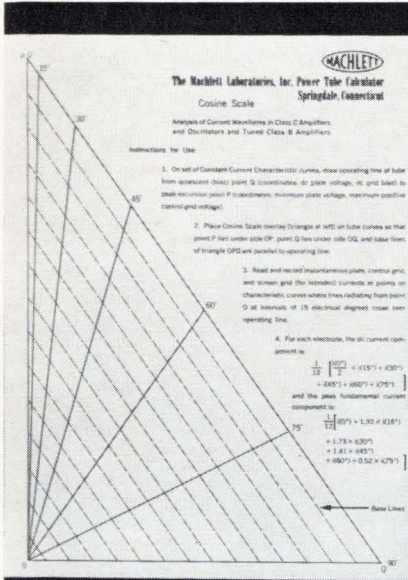 MACHLETT
The Machlett Laboratories, Inc. Power Tube Calculator
Springdale, Connecticut
Cosine Scale
Analysis of Current Waveforms in Class C Amplifiers
and Oscillators and Tuned Class B Amplifiers
Instructions for Use
1. On set of Constant Current Characteristic curves, draw operating line of tube
from quiescent (bias) point Q (coordinates: dc plate voltage, dc grid bias) to
peak excursion point P (coordinates: minimum plate voltage, maximum positive
control grid voltage).
2. Place Cosine Scale overlay (triangle at left) on tube curves so that
point P lies under side OP, point Q lies under side OQ, and base lines
of triangle OPQ are parallel to operating line.
3. Read and record instantaneous plate, control grid,
and screen grid (for tetrodes) currents at points on
characteristic curves where lines radiating from point
O at intervals of 15 electrical degrees cross over
operating line.
4. For each electrode, the dc current com-
ponent is:
1/12 [i(0°)/2 + i(15°) + i(30°)
+ i(45°) + i(60°) + i(75°)]
and the peak fundamental current
component is:
1/12 [i(0°) + 1.93 × i(15°)
+ 1.73 × i(30°)
+ 1.41 × i(45°)
+ i(60°) + 0.52 × i(75°)]
Base Lines
15°
30°
45°
60°
75°
90°
O
Q